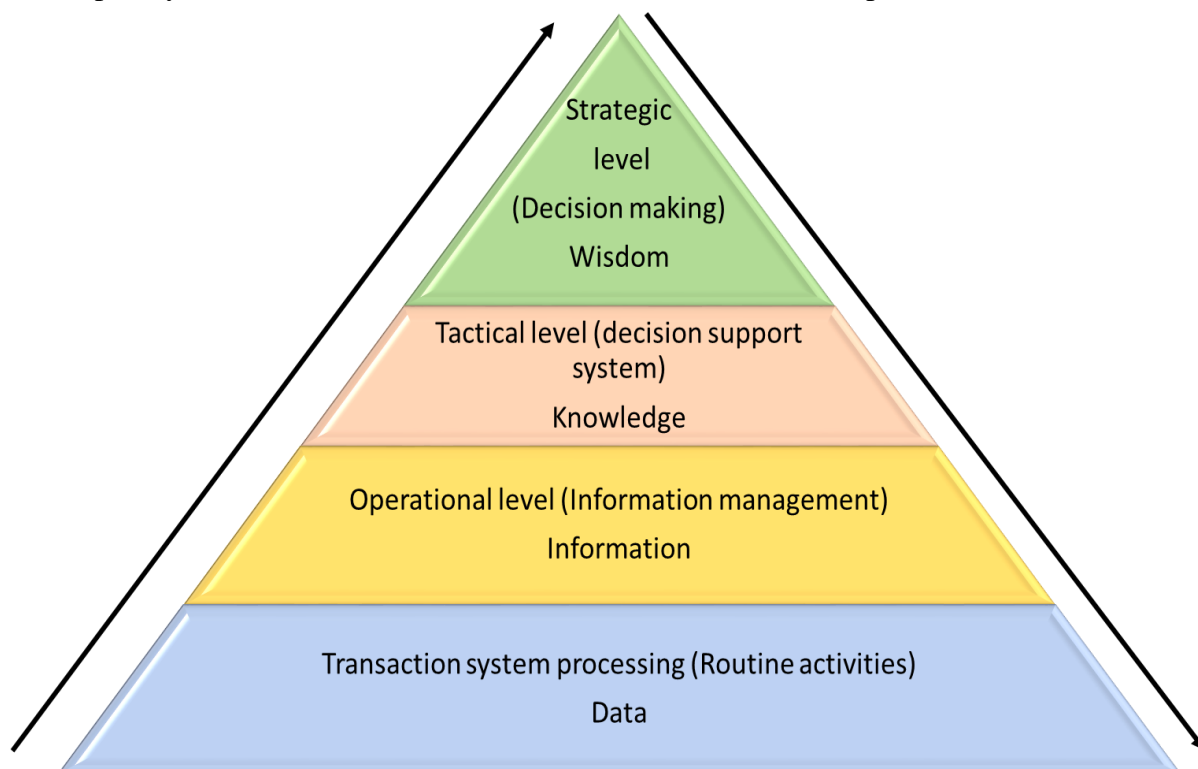 Strategic
level
(Decision making)
Wisdom
Tactical level (decision support
system)
Knowledge
Operational level (Information management)
Information
Transaction system processing (Routine activities)
Data